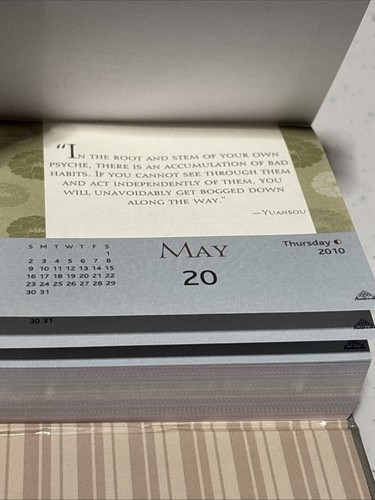 “In the root and stem of your own
psyche, there is an accumulation of bad
habits. If you cannot see through them
and act independently of them, you
will unavoidably get bogged down
along the way.”
—Yuansou
S M T W T F S
1
2 3 4 5 6 7 8
9 10 11 12 13 14 15
16 17 18 19 20 21 22
23 24 25 26 27 28 29
30 31
May
20
Thursday
2010
30 31